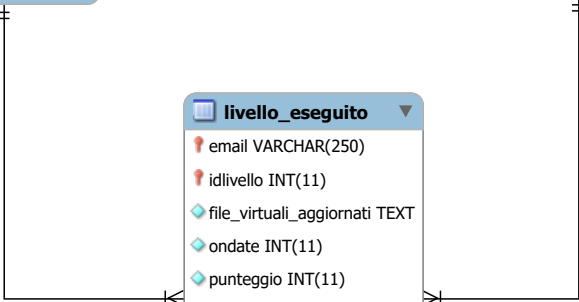 livello_eseguito
email VARCHAR(250)
idlivello INT(11)
file_virtuali_aggiornati TEXT
ondate INT(11)
punteggio INT(11)